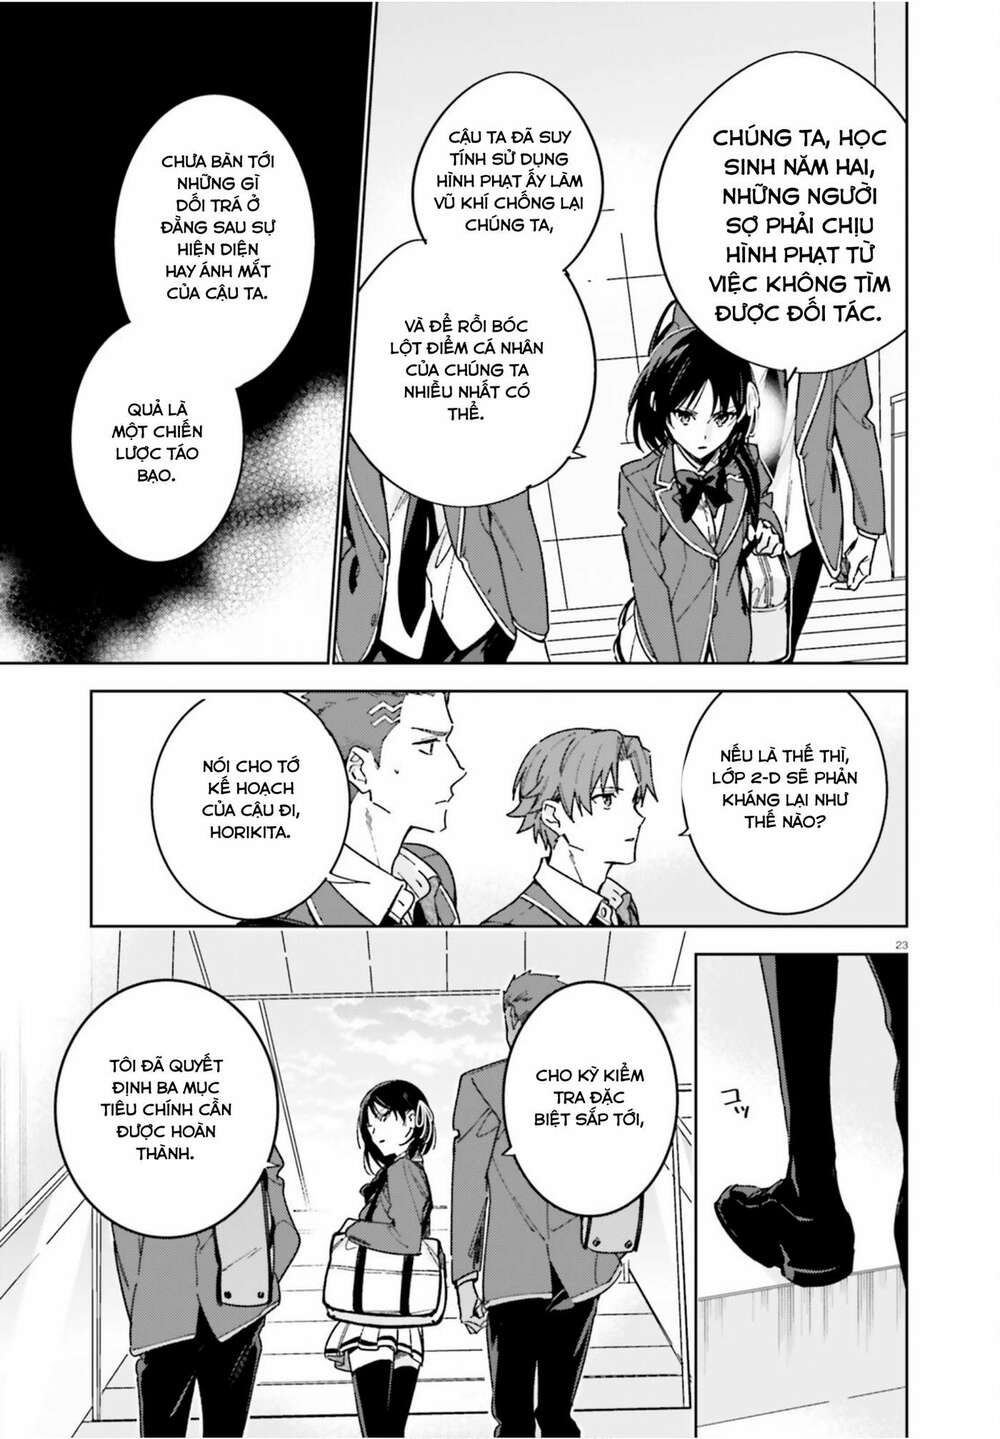 CHÚNG TA, HỌC
SINH NĂM HAI,
NHỮNG NGƯỜI
SỢ PHẢI CHỊU
HÌNH PHẠT TỪ
VIỆC KHÔNG TÌM
ĐƯỢC ĐỐI TÁC.
CẬU TA ĐÃ SUY
TÍNH SỬ DỤNG
HÌNH PHẠT ẤY LÀM
VŨ KHÍ CHỐNG LẠI
CHÚNG TA,
VÀ ĐỂ RỒI BÓC
LỘT ĐIỂM CÁ NHÂN
CỦA CHÚNG TA
NHIỀU NHẤT CÓ
THỂ.
CHƯA BÀN TỚI
NHỮNG GÌ
DỐI TRÁ Ở
ĐẰNG SAU SỰ
HIỆN DIỆN
HAY ÁNH MẮT
CỦA CẬU TA.
QUẢ LÀ
MỘT CHIẾN
LƯỢC TÁO
BẠO.
NẾU LÀ THẾ THÌ,
LỚP 2-D SẼ PHẢN
KHÁNG LẠI NHƯ
THẾ NÀO?
NÓI CHO TỚ
KẾ HOẠCH
CỦA CẬU ĐI,
HORIKITA.
23
コツ
CHO KỲ KIỂM
TRA ĐẶC
BIỆT SẮP TỚI,
TÔI ĐÃ QUYẾT
ĐỊNH BA MỤC
TIÊU CHÍNH CẦN
ĐƯỢC HOÀN
THÀNH.